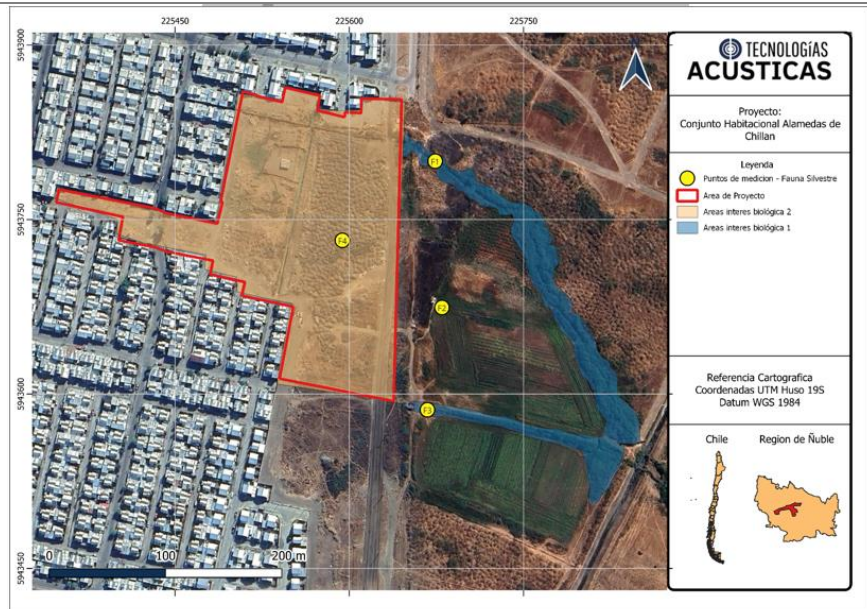 225450 225600 225750
5943900
5943750
5943600
5943450
F1
F4
F2
F3
0 100 200 m
TECNOLOGÍAS
ACUSTICAS
Proyecto:
Conjunto Habitacional Alamedas de
Chillan
Leyenda
Puntos de medicion - Fauna Silvestre
Area de Proyecto
Areas interes biológica 2
Areas interes biológica 1
Referencia Cartografica
Coordenadas UTM Huso 19S
Datum WGS 1984
Chile Region de Ñuble